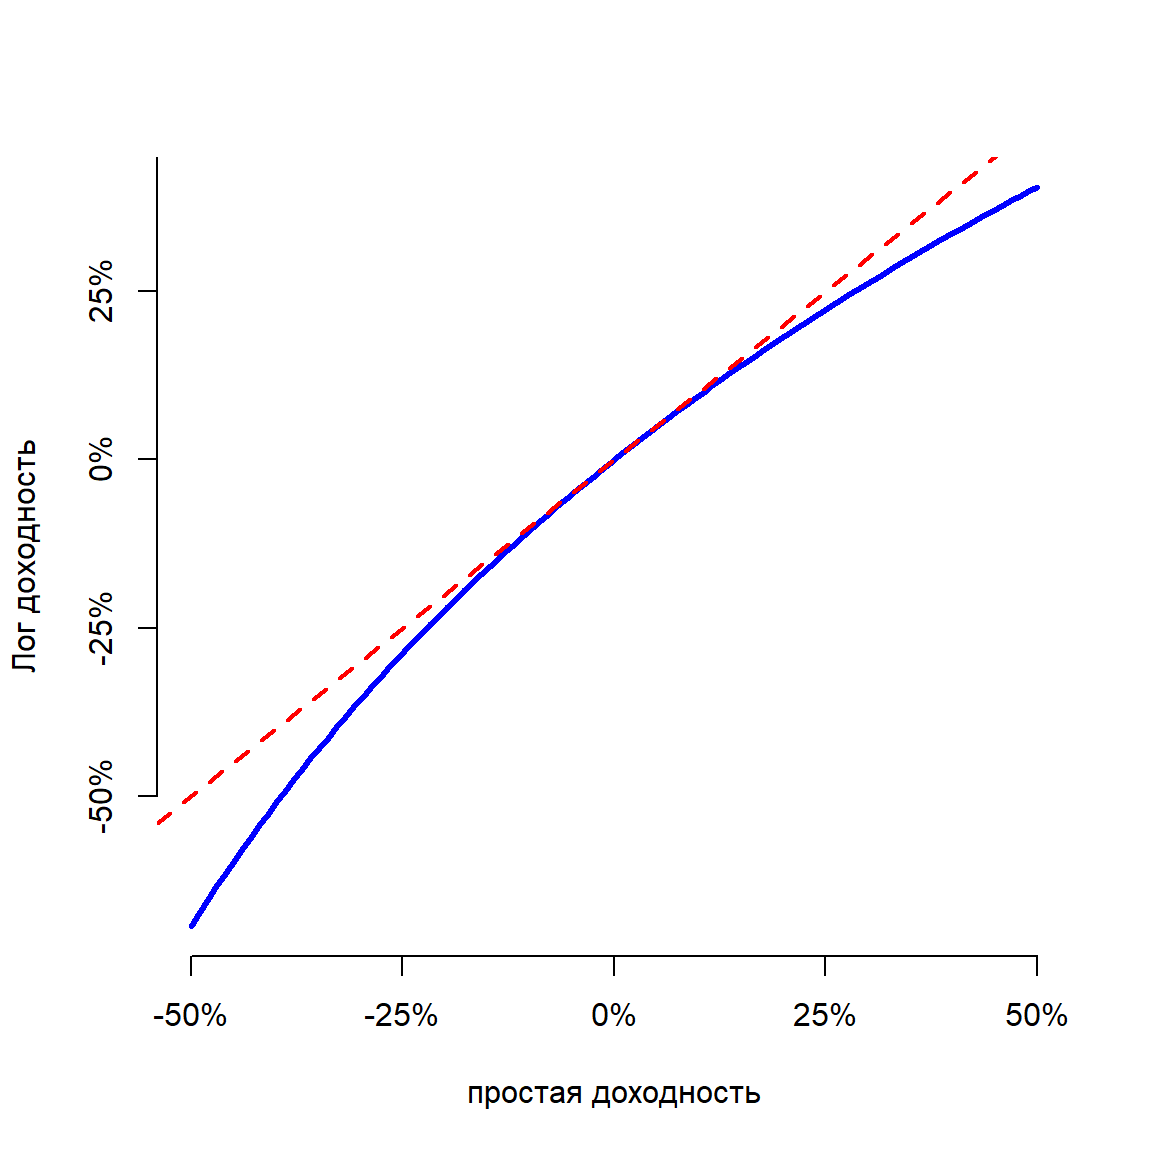 Лог доходность
25%
0%
-25%
-50%
-50% -25% 0% 25% 50%
простая доходность